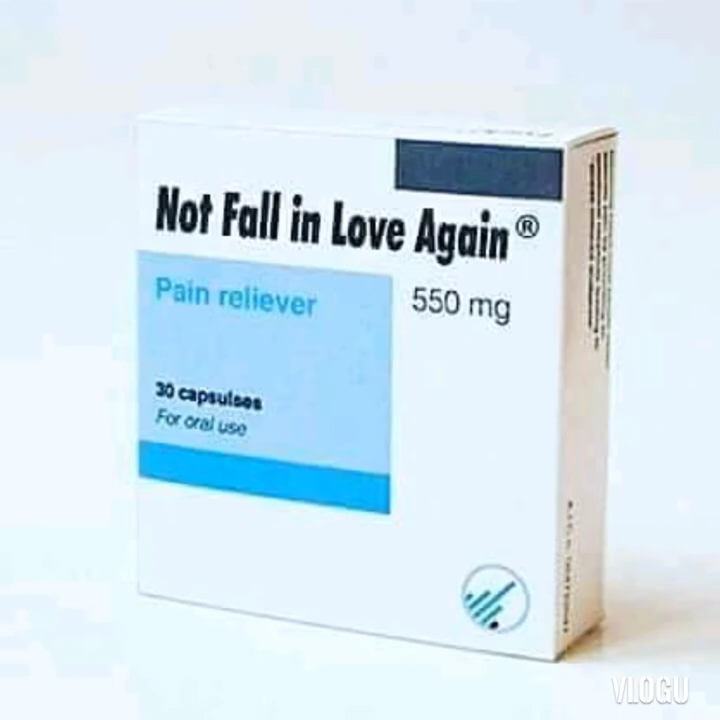 Not Fall in Love Again®
Pain reliever
550 mg
30 capsulses
For oral use
VLOGU